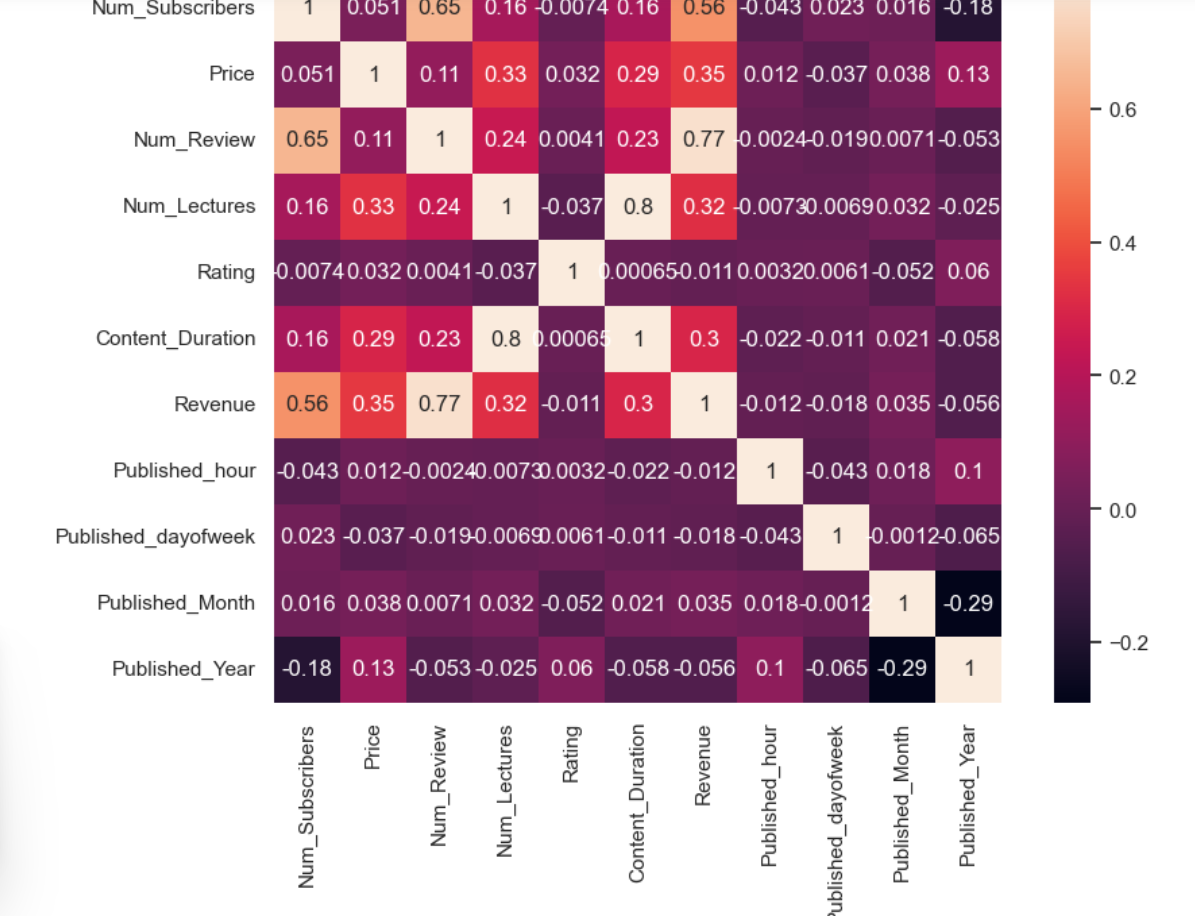 Num_Subscribers 1 0.051 0.65 0.16 -0.0074 0.16 0.56 -0.043 0.023 0.016 -0.18
Price 0.051 1 0.11 0.33 0.032 0.29 0.35 0.012 -0.037 0.038 0.13
0.6
Num_Review 0.65 0.11 1 0.24 0.0041 0.23 0.77 -0.0024 -0.019 0.0071 -0.053
Num_Lectures 0.16 0.33 0.24 1 -0.037 0.8 0.32 -0.0073 -0.0069 0.032 -0.025
0.4
Rating -0.0074 0.032 0.0041 -0.037 1 0.00065 -0.011 0.0032 0.0061 -0.052 0.06
Content_Duration 0.16 0.29 0.23 0.8 0.00065 1 0.3 -0.022 -0.011 0.021 -0.058
0.2
Revenue 0.56 0.35 0.77 0.32 -0.011 0.3 1 -0.012 -0.018 0.035 -0.056
Published_hour -0.043 0.012 -0.0024 -0.0073 0.0032 -0.022 -0.012 1 -0.043 0.018 0.1
0.0
Published_dayofweek 0.023 -0.037 -0.019 -0.0069 0.0061 -0.011 -0.018 -0.043 1 -0.0012 -0.065
Published_Month 0.016 0.038 0.0071 0.032 -0.052 0.021 0.035 0.018 -0.0012 1 -0.29
−0.2
Published_Year -0.18 0.13 -0.053 -0.025 0.06 -0.058 -0.056 0.1 -0.065 -0.29 1
Num_Subscribers
Price
Num_Review
Num_Lectures
Rating
Content_Duration
Revenue
Published_hour
Published_dayofweek
Published_Month
Published_Year